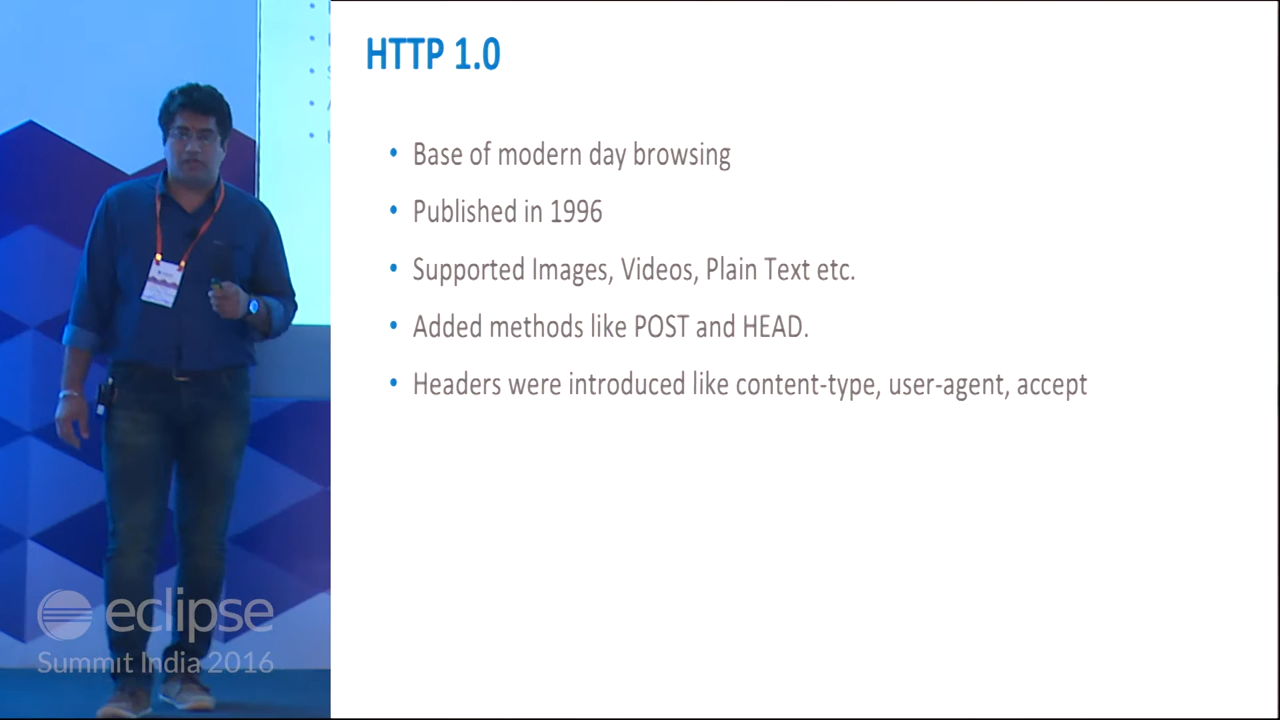 HTTP 1.0
• Base of modern day browsing
• Published in 1996
• Supported Images, Videos, Plain Text etc.
• Added methods like POST and HEAD.
• Headers were introduced like content-type, user-agent, accept
eclipse
Summit India 2016